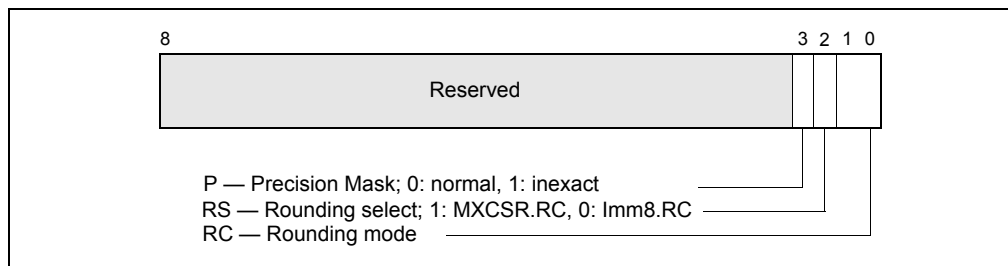 8 3 2 1 0
Reserved
P — Precision Mask; 0: normal, 1: inexact
RS — Rounding select; 1: MXCSR.RC, 0: Imm8.RC
RC — Rounding mode